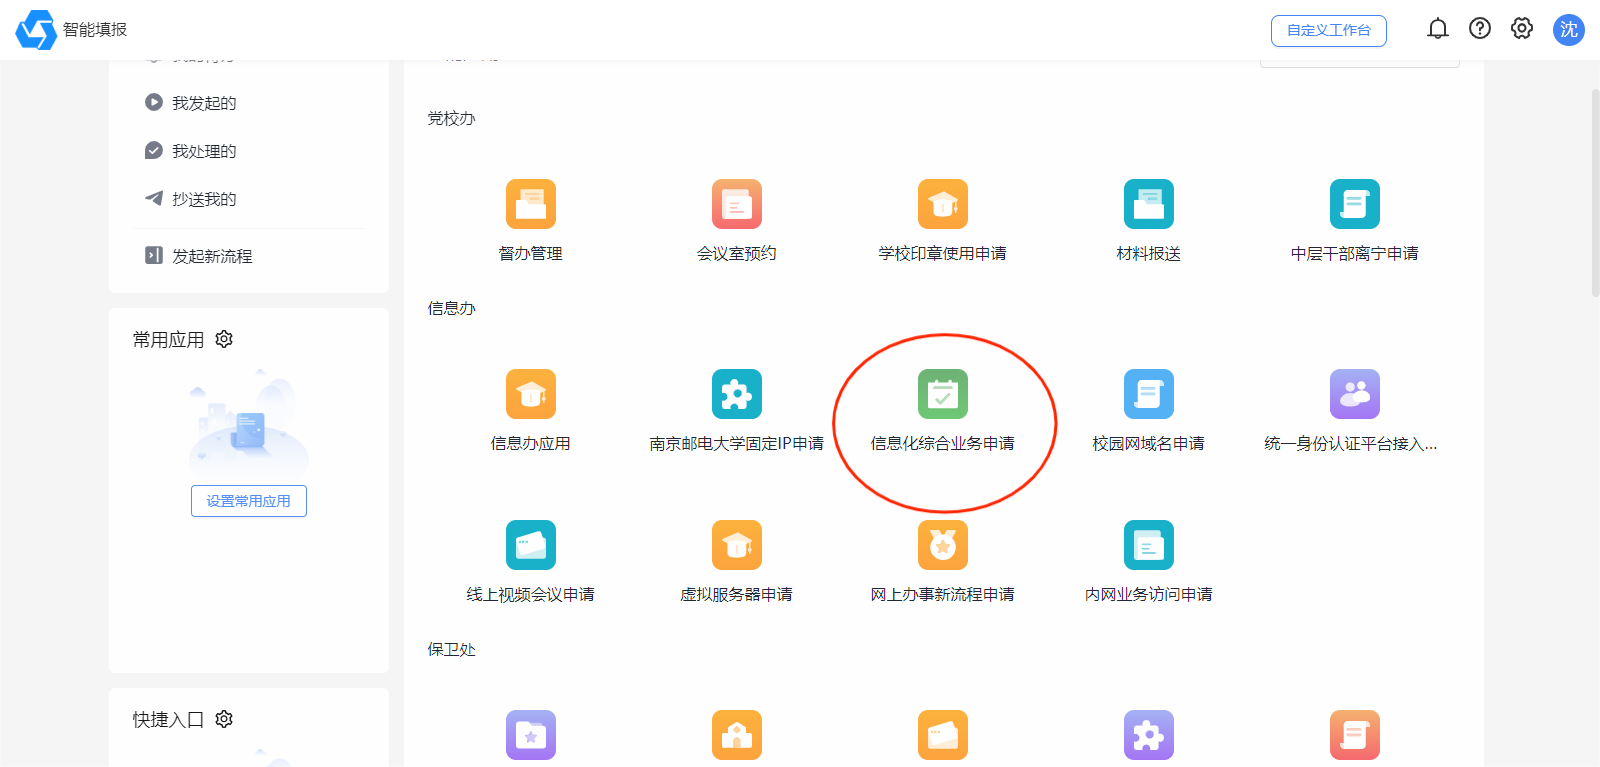 智能填报
自定义工作台
沈
我发起的
我处理的
抄送我的
发起新流程
常用应用
设置常用应用
快捷入口
党校办
督办管理
会议室预约
学校印章使用申请
材料报送
中层干部离宁申请
信息办
信息办应用
南京邮电大学固定IP申请
信息化综合业务申请
校园网域名申请
统一身份认证平台接入...
线上视频会议申请
虚拟服务器申请
网上办事新流程申请
内网业务访问申请
保卫处